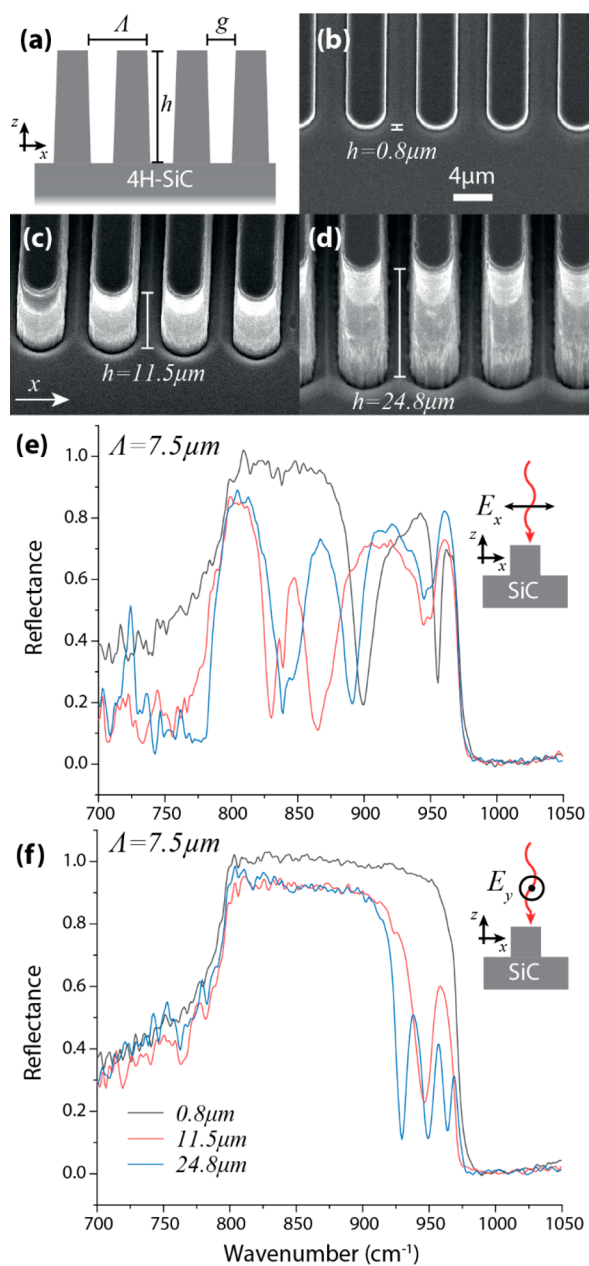 (a)
Λ
g
h
z
x
4H-SiC
(b)
h=0.8μm
4μm
(c)
h=11.5μm
x
(d)
h=24.8μm
(e)
Λ=7.5μm
1.0
0.8
0.6
0.4
0.2
0.0
Reflectance
700 750 800 850 900 950 1000 1050
Ex
z
x
SiC
(f)
Λ=7.5μm
1.0
0.8
0.6
0.4
0.2
0.0
Reflectance
Ey
z
x
SiC
0.8μm
11.5μm
24.8μm
700 750 800 850 900 950 1000 1050
Wavenumber (cm⁻¹)